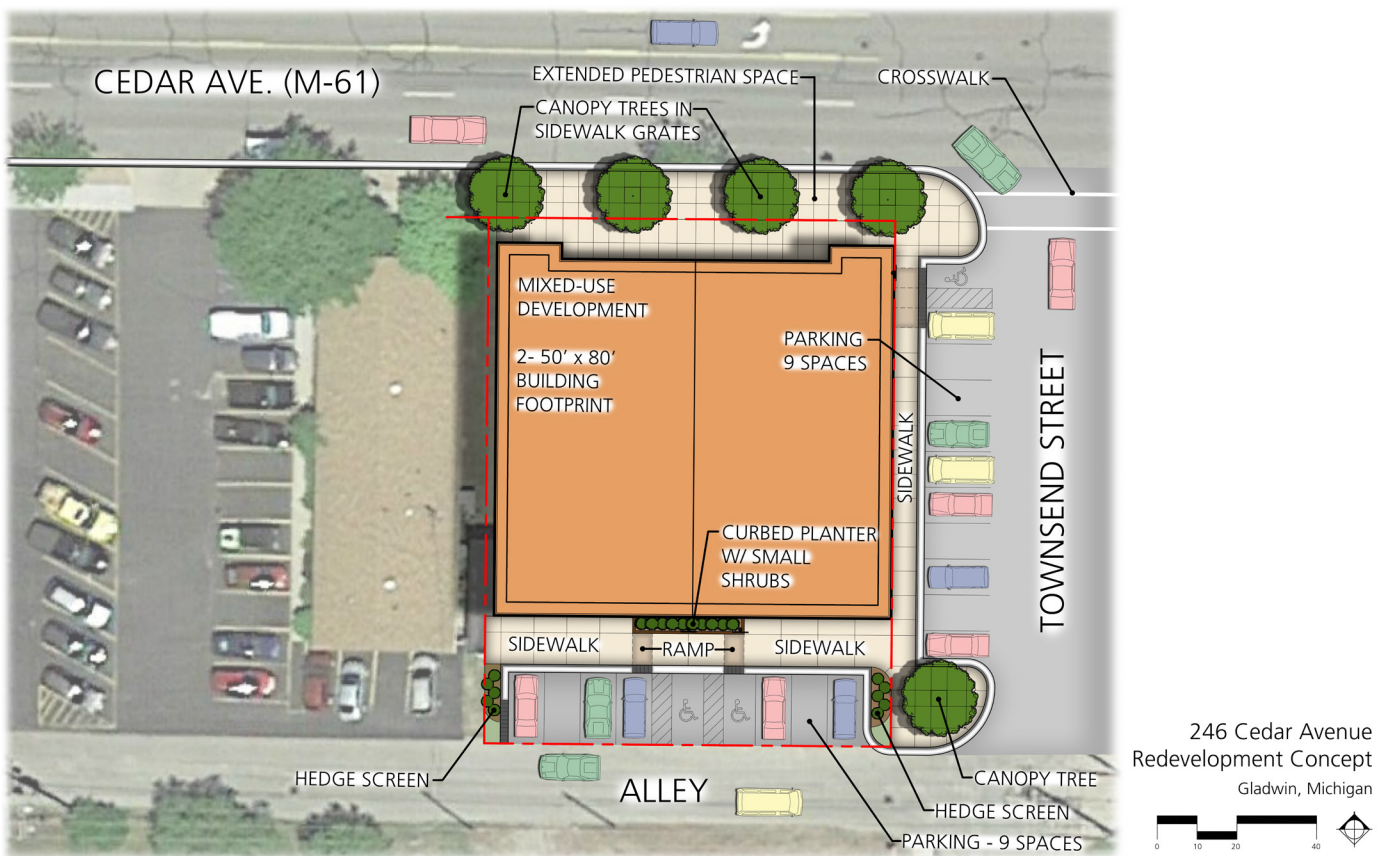 CEDAR AVE. (M-61)
EXTENDED PEDESTRIAN SPACE
CROSSWALK
CANOPY TREES IN
SIDEWALK GRATES
MIXED-USE
DEVELOPMENT
2- 50' x 80'
BUILDING
FOOTPRINT
PARKING
9 SPACES
SIDEWALK
TOWNSEND STREET
CURBED PLANTER
W/ SMALL
SHRUBS
SIDEWALK
RAMP
SIDEWALK
HEDGE SCREEN
ALLEY
CANOPY TREE
HEDGE SCREEN
PARKING - 9 SPACES
246 Cedar Avenue
Redevelopment Concept
Gladwin, Michigan
0 10 20 40